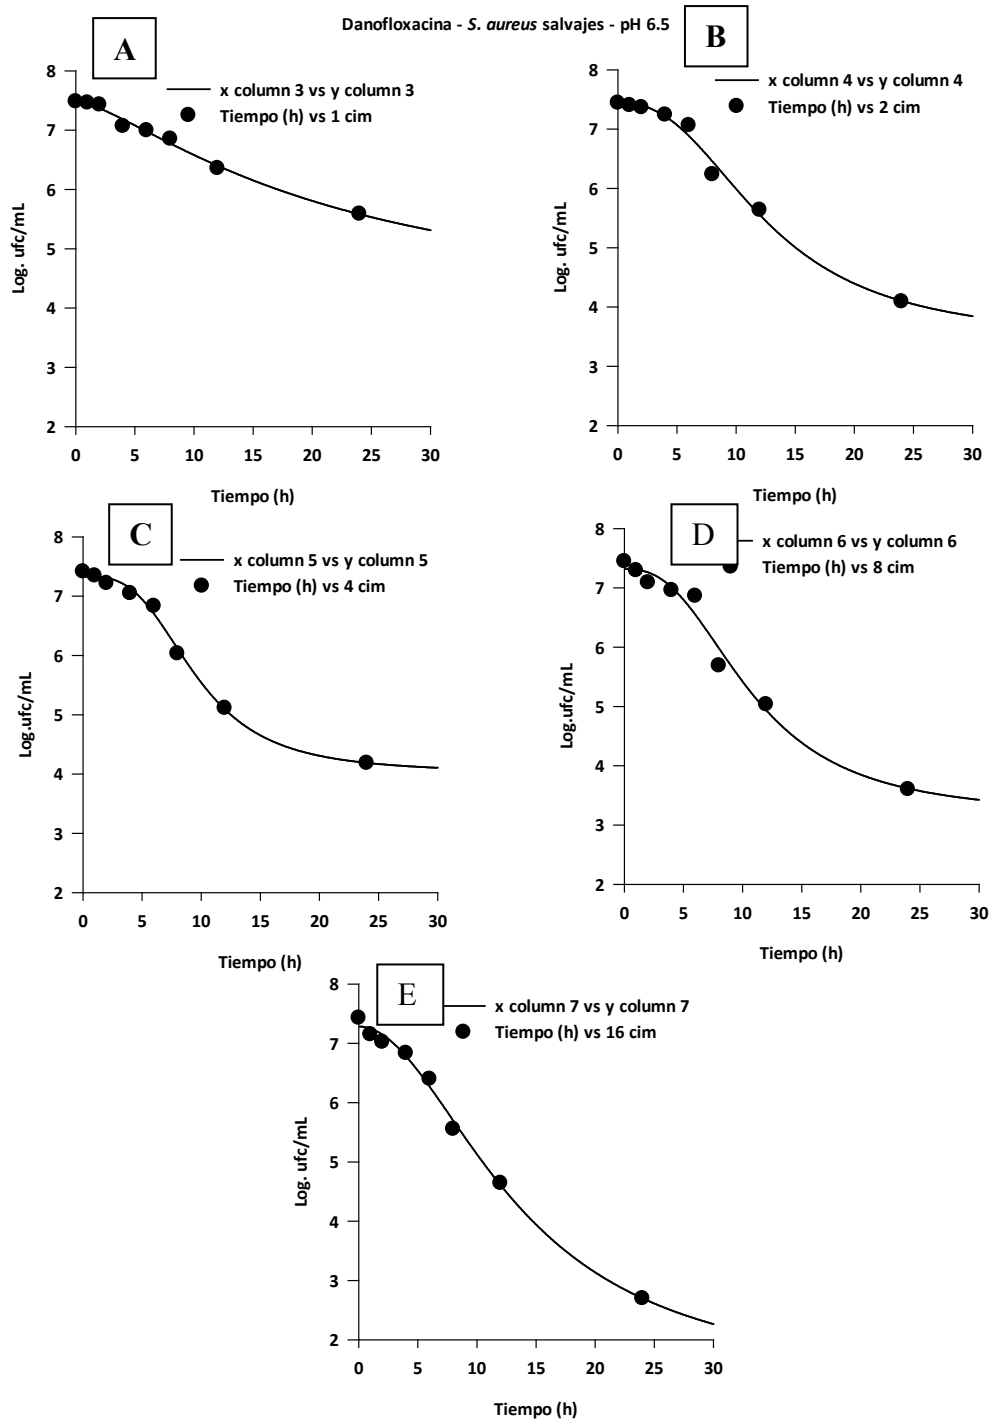 Danofloxacina - S. aureus salvajes - pH 6.5
A
x column 3 vs y column 3
Tiempo (h) vs 1 cim
Log. ufc/mL
8
7
6
5
4
3
2
0 5 10 15 20 25 30
Tiempo (h)
B
x column 4 vs y column 4
Tiempo (h) vs 2 cim
Log. ufc/mL
8
7
6
5
4
3
2
0 5 10 15 20 25 30
Tiempo (h)
C
x column 5 vs y column 5
Tiempo (h) vs 4 cim
Log.ufc/mL
8
7
6
5
4
3
2
0 5 10 15 20 25 30
Tiempo (h)
D
x column 6 vs y column 6
Tiempo (h) vs 8 cim
Log.ufc/mL
8
7
6
5
4
3
2
0 5 10 15 20 25 30
Tiempo (h)
E
x column 7 vs y column 7
Tiempo (h) vs 16 cim
Log. ufc/mL
8
7
6
5
4
3
2
0 5 10 15 20 25 30
Tiempo (h)